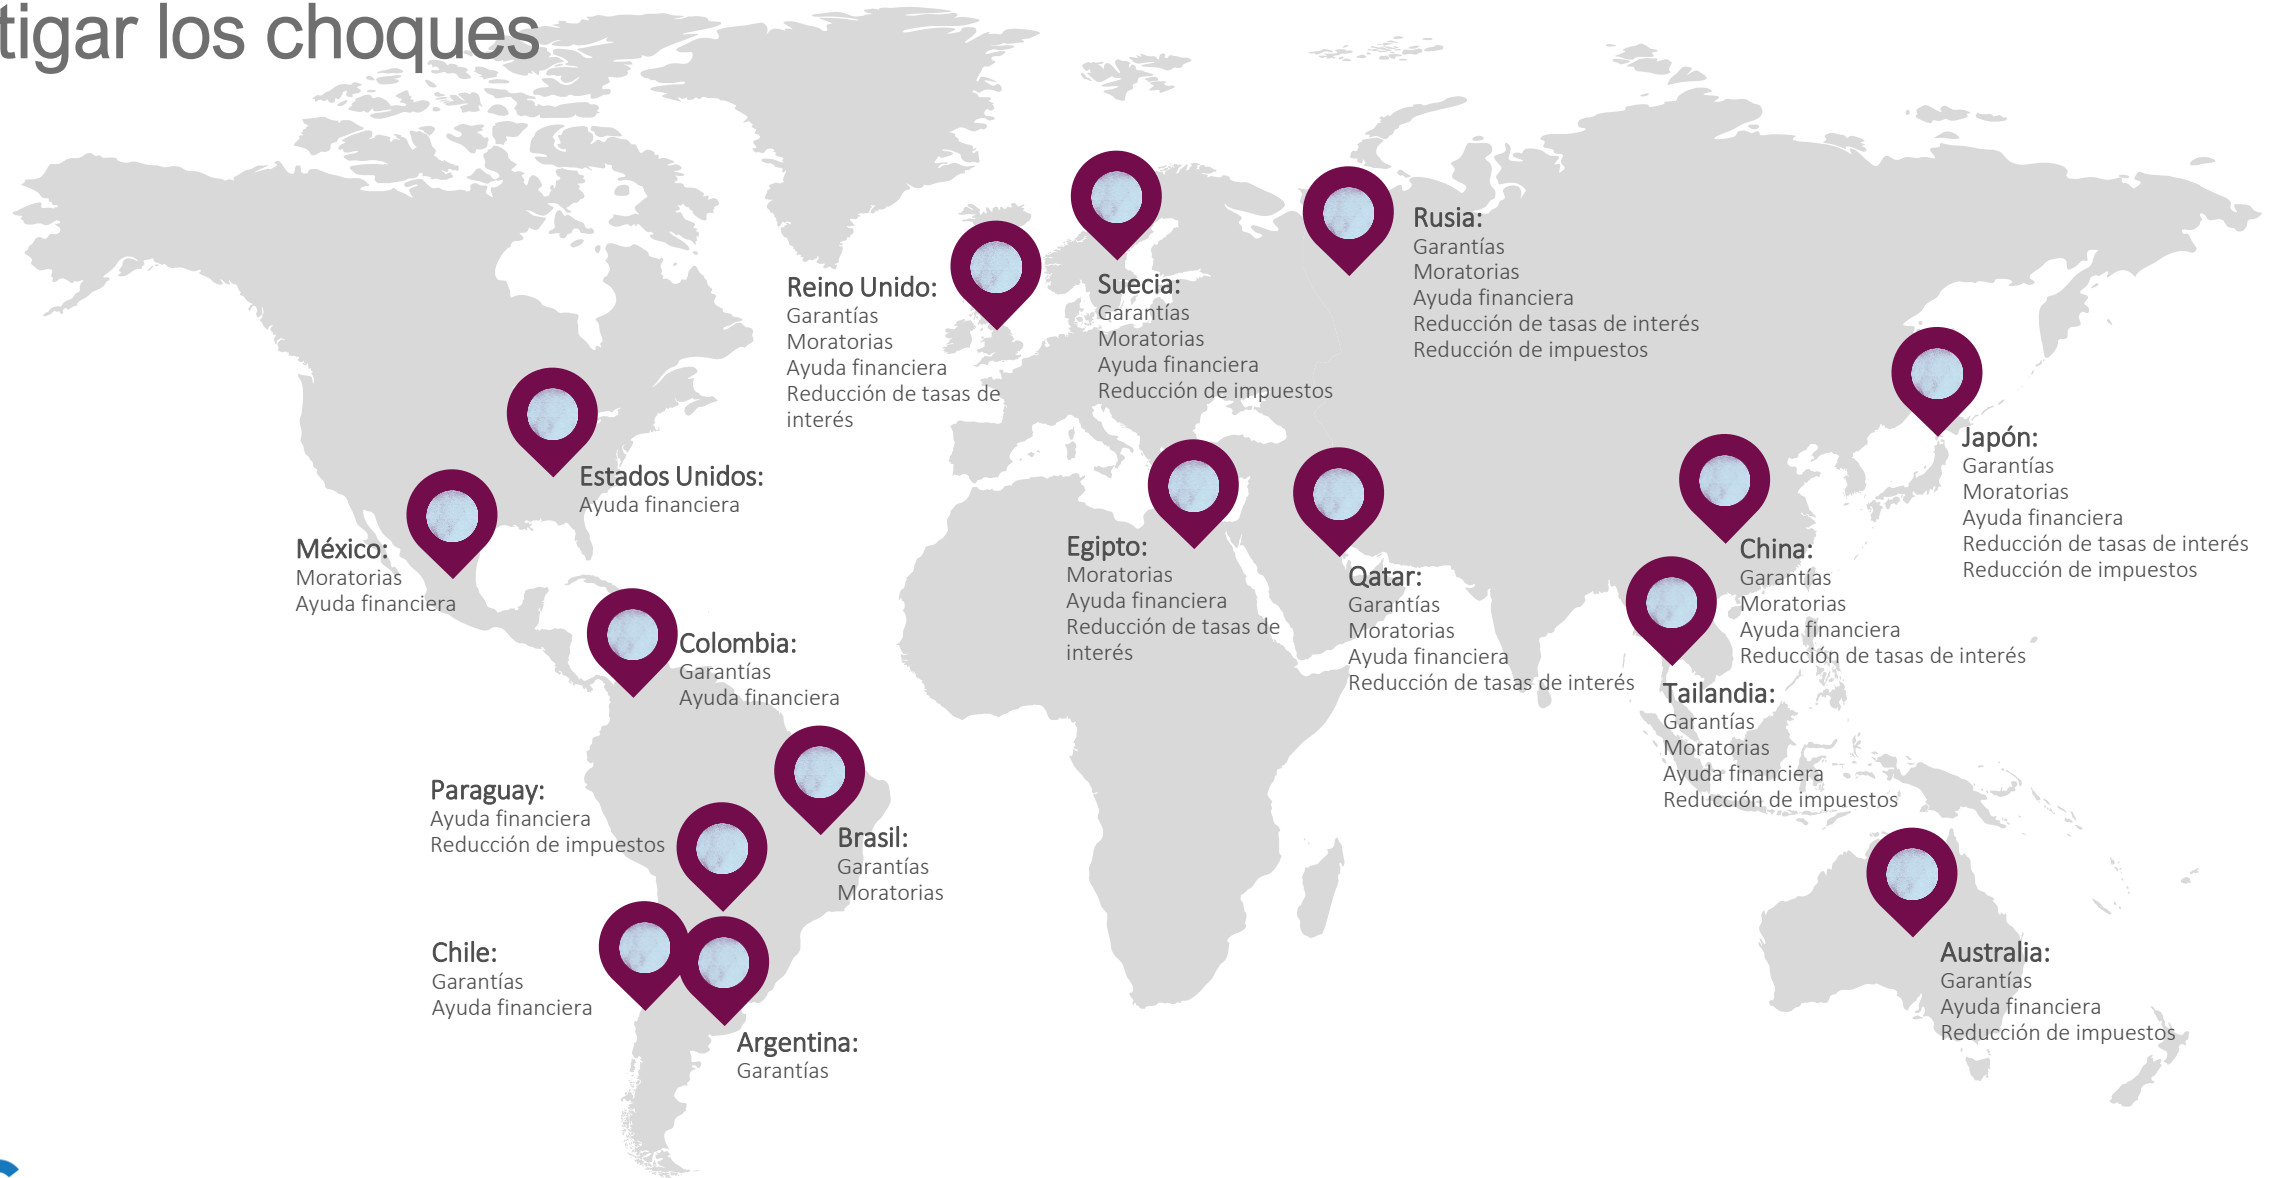 tigar los choques
Rusia:
Garantías
Moratorias
Ayuda financiera
Reducción de tasas de interés
Reducción de impuestos
Reino Unido:
Garantías
Moratorias
Ayuda financiera
Reducción de tasas de
interés
Suecia:
Garantías
Moratorias
Ayuda financiera
Reducción de impuestos
Japón:
Garantías
Moratorias
Ayuda financiera
Reducción de tasas de interés
Reducción de impuestos
Estados Unidos:
Ayuda financiera
México:
Moratorias
Ayuda financiera
Egipto:
Moratorias
Ayuda financiera
Reducción de tasas de
interés
Qatar:
Garantías
Moratorias
Ayuda financiera
Reducción de tasas de interés
China:
Garantías
Moratorias
Ayuda financiera
Reducción de tasas de interés
Colombia:
Garantías
Ayuda financiera
Tailandia:
Garantías
Moratorias
Ayuda financiera
Reducción de impuestos
Paraguay:
Ayuda financiera
Reducción de impuestos
Brasil:
Garantías
Moratorias
Chile:
Garantías
Ayuda financiera
Argentina:
Garantías
Australia:
Garantías
Ayuda financiera
Reducción de impuestos